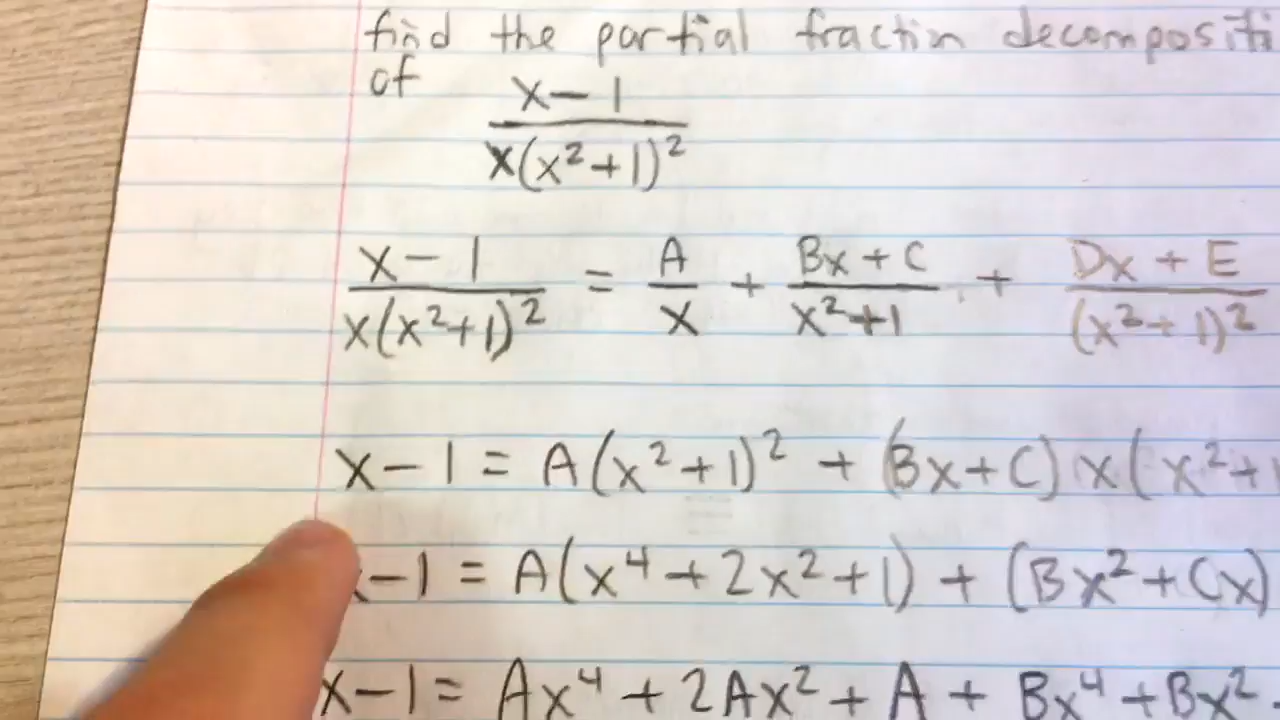 find the partial fraction decompositi
of x-1
x(x²+1)²
x-1 / x(x²+1)² = A/x + Bx+C / x²+1 + Dx+E / (x²+1)²
x-1 = A(x²+1)² + (Bx+C)x(x²+1
x-1 = A(x⁴+2x²+1) + (Bx²+Cx)
x-1 = Ax⁴+2Ax²+A+Bx⁴+Bx²